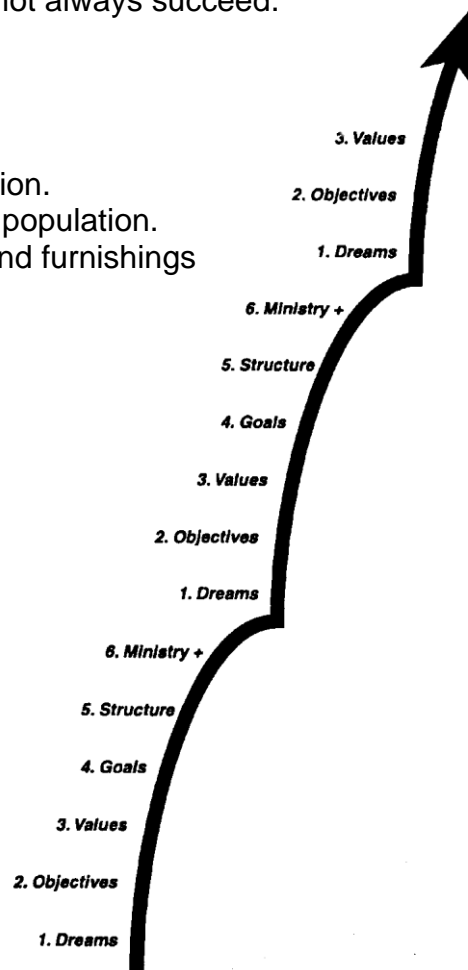 not always succeed.
3. Values
tion.
2. Objectives
population.
1. Dreams
nd furnishings
6. Ministry +
5. Structure
4. Goals
3. Values
2. Objectives
1. Dreams
6. Ministry +
5. Structure
4. Goals
3. Values
2. Objectives
1. Dreams